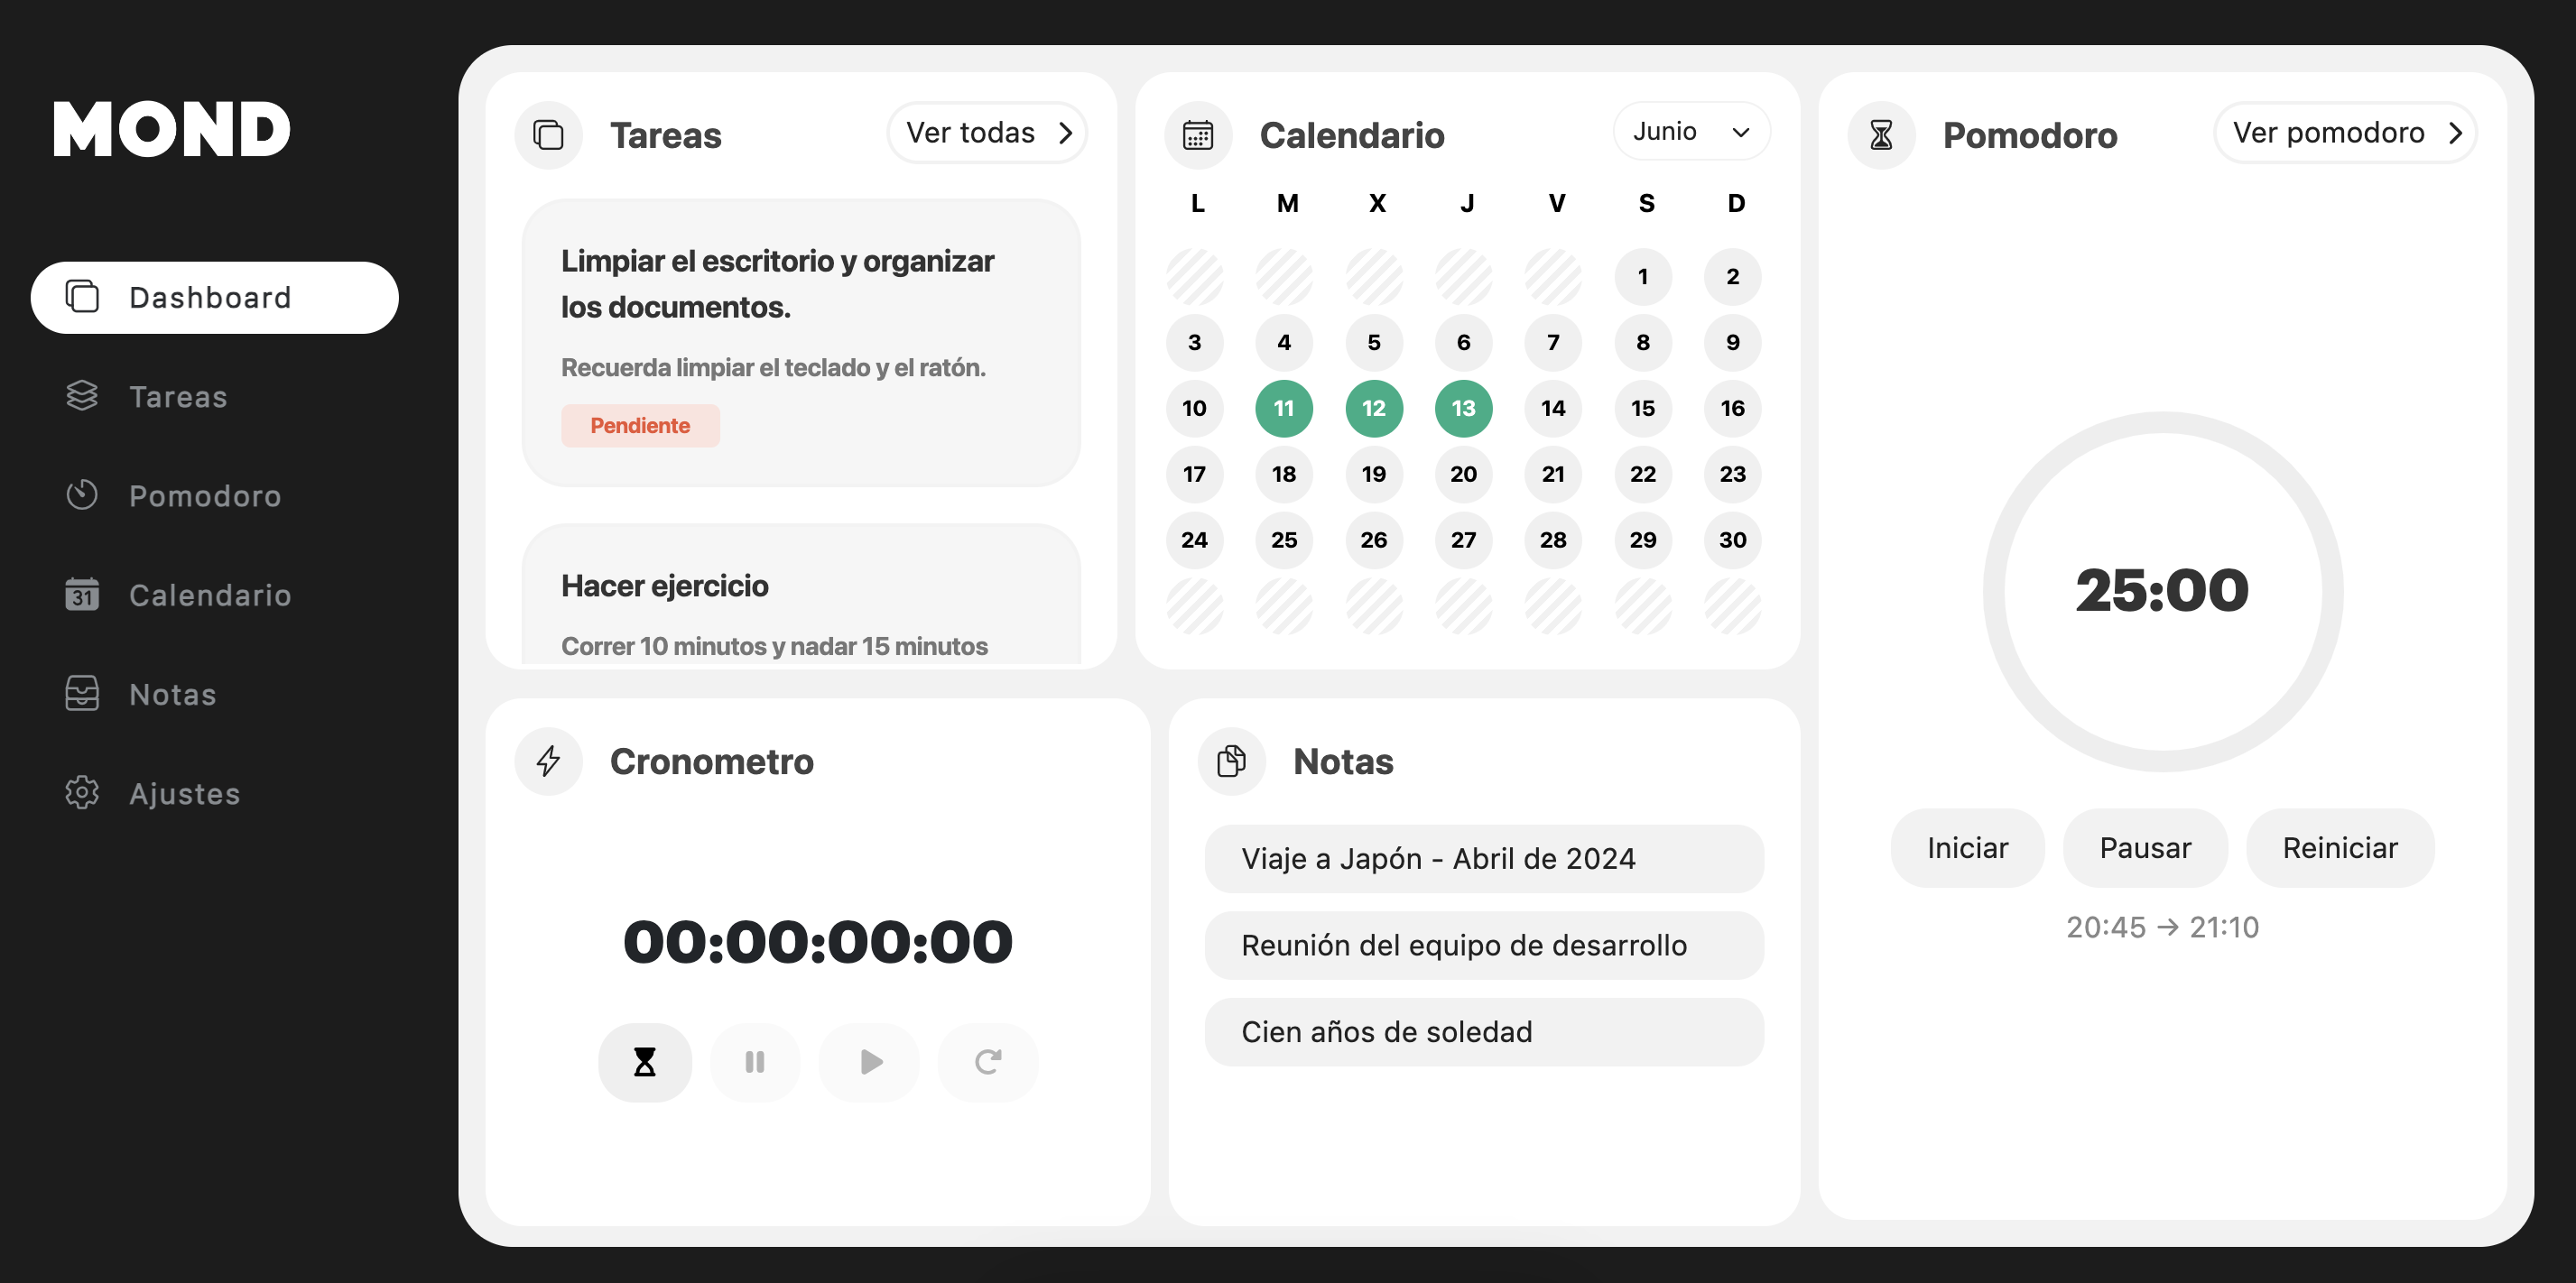 MOND
Dashboard
Tareas
Pomodoro
31
Calendario
Notas
Ajustes
Tareas
Ver todas
Limpiar el escritorio y organizar
los documentos.
Recuerda limpiar el teclado y el ratón.
Pendiente
Hacer ejercicio
Correr 10 minutos y nadar 15 minutos
Calendario
Junio
L M X J V S D
1 2
3 4 5 6 7 8 9
10 11 12 13 14 15 16
17 18 19 20 21 22 23
24 25 26 27 28 29 30
Pomodoro
Ver pomodoro
25:00
Iniciar Pausar Reiniciar
20:45 → 21:10
Cronometro
00:00:00:00
Notas
Viaje a Japón - Abril de 2024
Reunión del equipo de desarrollo
Cien años de soledad